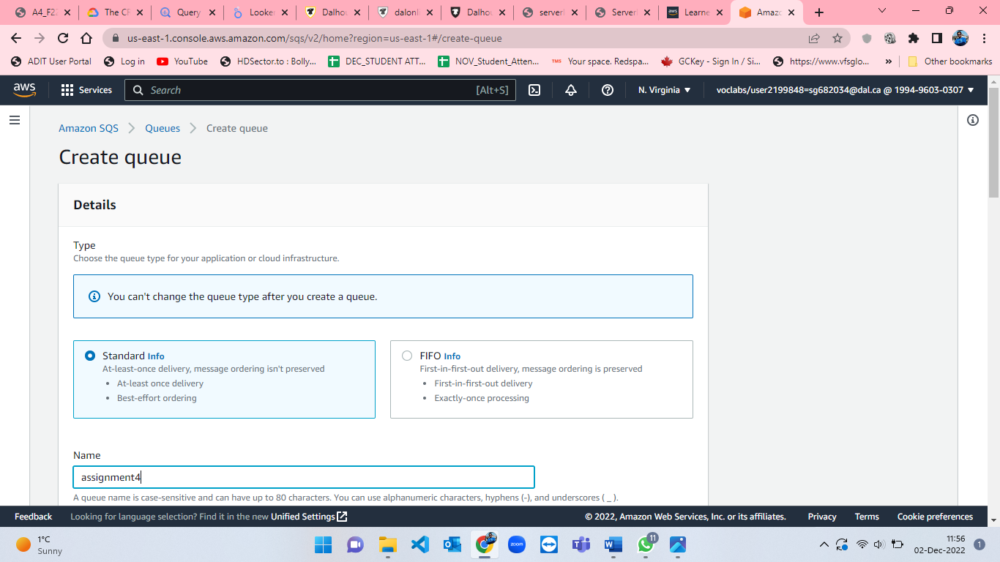 A4_F22
The CF
Query
Looker
Dalhou
dalonl
Dalhou
serverl
Server
Learne
Amazo
us-east-1.console.aws.amazon.com/sqs/v2/home?region=us-east-1#/create-queue
ADIT User Portal
Log in
YouTube
HDSector.to : Bolly...
DEC_STUDENT ATT...
NOV_Student_Atten...
TMS
Your space. Redspa...
GCKey - Sign In / Si...
https://www.vfsglo...
»
Other bookmarks
aws
Services
Search
[Alt+S]
N. Virginia
voclabs/user2199848=sg682034@dal.ca @ 1994-9603-0307
Amazon SQS
Queues
Create queue
Create queue
Details
Type
Choose the queue type for your application or cloud infrastructure.
You can't change the queue type after you create a queue.
Standard Info
At-least-once delivery, message ordering isn't preserved
• At-least once delivery
• Best-effort ordering
FIFO Info
First-in-first-out delivery, message ordering is preserved
• First-in-first-out delivery
• Exactly-once processing
Name
assignment4
A queue name is case-sensitive and can have up to 80 characters. You can use alphanumeric characters, hyphens (-), and underscores ( _ ).
Feedback
Looking for language selection? Find it in the new Unified Settings
© 2022, Amazon Web Services, Inc. or its affiliates.
Privacy
Terms
Cookie preferences
1°C
Sunny
zoom
11
11:56
02-Dec-2022
1